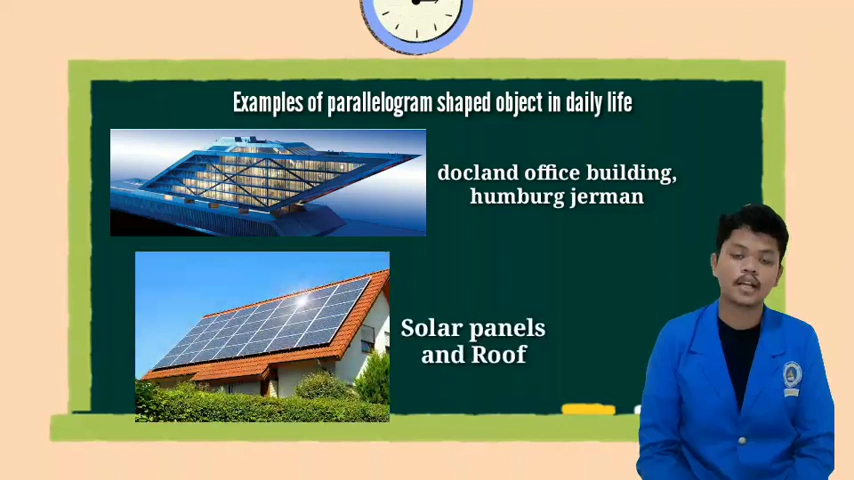 Examples of parallelogram shaped object in daily life
docland office building,
humburg jerman
Solar panels
and Roof